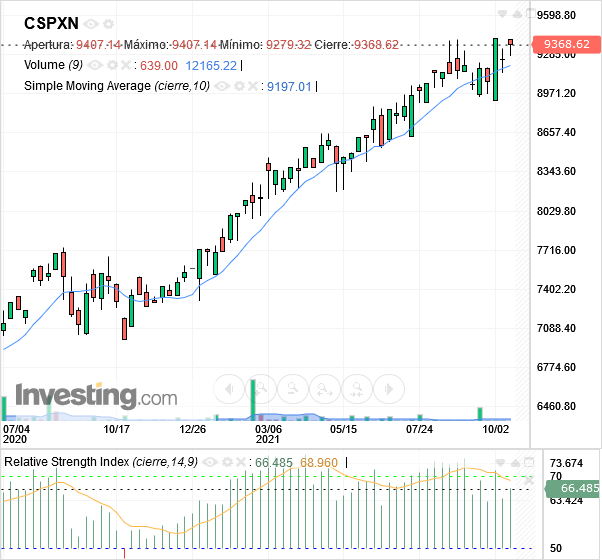 CSPXN
Apertura: 9407.14 Máximo: 9407.14 Mínimo: 9279.32 Cierre: 9368.62
Volume (9) : 639.00 12165.22 |
Simple Moving Average (cierre,10) : 9197.01 |
9598.80
9368.62
9285.00
8971.20
8657.40
8343.60
8029.80
7716.00
7402.20
7088.40
6774.60
6460.80
Investing.com
07/04 10/17 12/26 03/06 05/15 07/24 10/02
2020 2021
Relative Strength Index (cierre,14,9) : 66.485 68.960 |
73.674
70
66.485
63.424
50